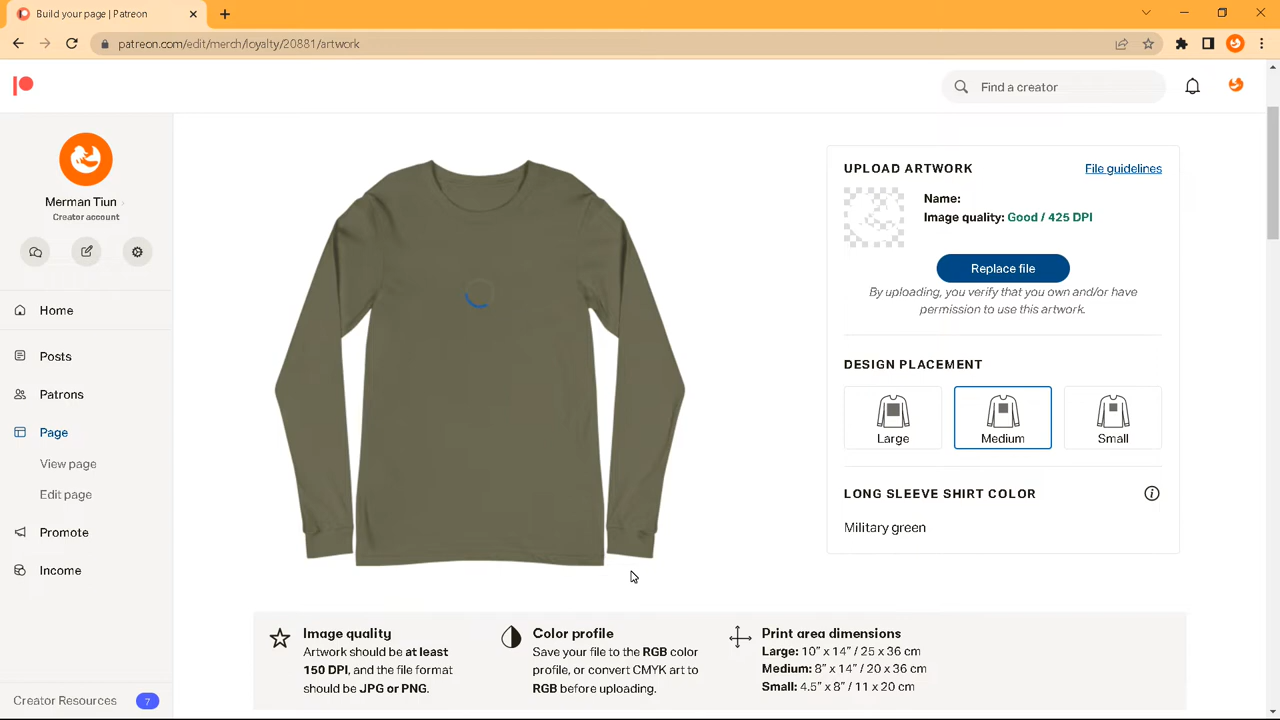 Build your page | Patreon
patreon.com/edit/merch/loyalty/20881/artwork
Find a creator
Merman Tiun
Creator account
Home
Posts
Patrons
Page
View page
Edit page
Promote
Income
Creator Resources
7
UPLOAD ARTWORK
File guidelines
Name:
Image quality: Good / 425 DPI
Replace file
By uploading, you verify that you own and/or have
permission to use this artwork.
DESIGN PLACEMENT
Large
Medium
Small
LONG SLEEVE SHIRT COLOR
Military green
Image quality
Artwork should be at least
150 DPI, and the file format
should be JPG or PNG.
Color profile
Save your file to the RGB color
profile, or convert CMYK art to
RGB before uploading.
Print area dimensions
Large: 10” x 14” / 25 x 36 cm
Medium: 8” x 14” / 20 x 36 cm
Small: 4.5” x 8” / 11 x 20 cm